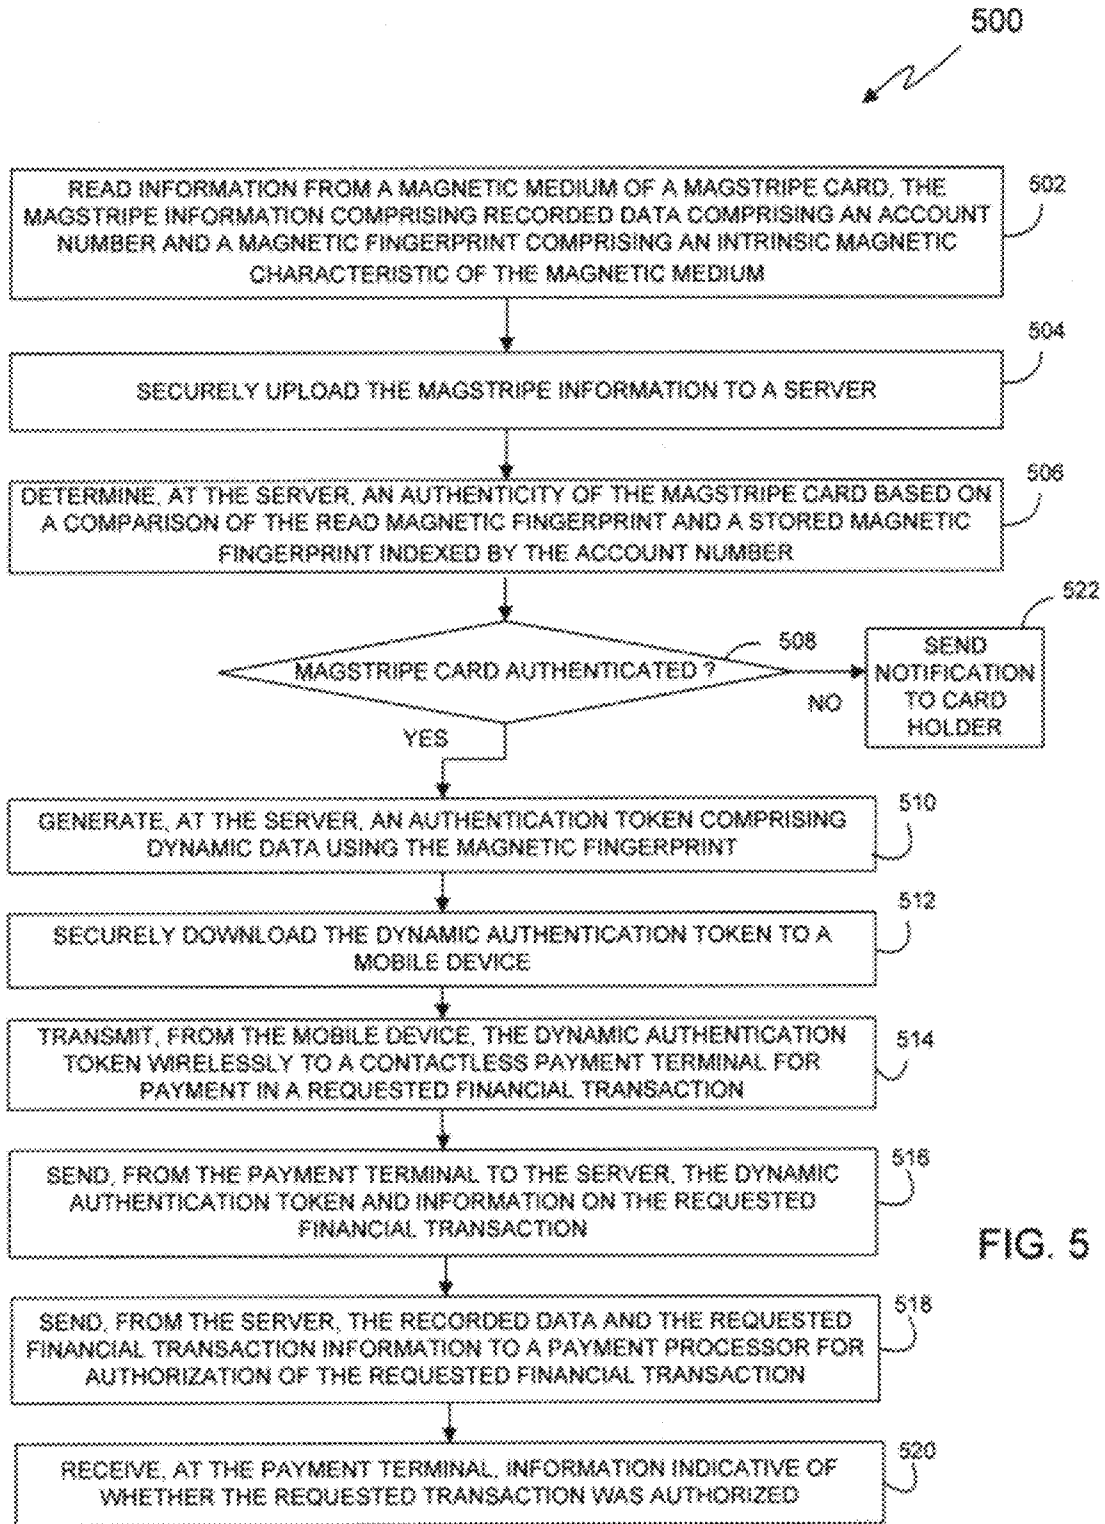 500
READ INFORMATION FROM A MAGNETIC MEDIUM OF A MAGSTRIPE CARD, THE
MAGSTRIPE INFORMATION COMPRISING RECORDED DATA COMPRISING AN ACCOUNT
NUMBER AND A MAGNETIC FINGERPRINT COMPRISING AN INTRINSIC MAGNETIC
CHARACTERISTIC OF THE MAGNETIC MEDIUM
502
504
SECURELY UPLOAD THE MAGSTRIPE INFORMATION TO A SERVER
506
DETERMINE, AT THE SERVER, AN AUTHENTICITY OF THE MAGSTRIPE CARD BASED ON
A COMPARISON OF THE READ MAGNETIC FINGERPRINT AND A STORED MAGNETIC
FINGERPRINT INDEXED BY THE ACCOUNT NUMBER
522
508
MAGSTRIPE CARD AUTHENTICATED ?
SEND
NOTIFICATION
TO CARD
HOLDER
NO
YES
510
GENERATE, AT THE SERVER, AN AUTHENTICATION TOKEN COMPRISING
DYNAMIC DATA USING THE MAGNETIC FINGERPRINT
512
SECURELY DOWNLOAD THE DYNAMIC AUTHENTICATION TOKEN TO A
MOBILE DEVICE
TRANSMIT, FROM THE MOBILE DEVICE, THE DYNAMIC AUTHENTICATION
TOKEN WIRELESSLY TO A CONTACTLESS PAYMENT TERMINAL FOR
PAYMENT IN A REQUESTED FINANCIAL TRANSACTION
514
SEND, FROM THE PAYMENT TERMINAL TO THE SERVER, THE DYNAMIC
AUTHENTICATION TOKEN AND INFORMATION ON THE REQUESTED
FINANCIAL TRANSACTION
516
FIG. 5
SEND, FROM THE SERVER, THE RECORDED DATA AND THE REQUESTED
FINANCIAL TRANSACTION INFORMATION TO A PAYMENT PROCESSOR FOR
AUTHORIZATION OF THE REQUESTED FINANCIAL TRANSACTION
518
RECEIVE, AT THE PAYMENT TERMINAL, INFORMATION INDICATIVE OF
WHETHER THE REQUESTED TRANSACTION WAS AUTHORIZED
520